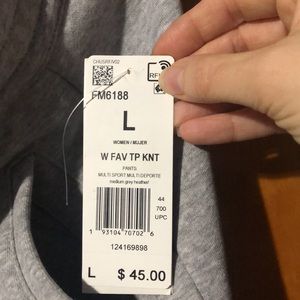 RFID
FM6188
L
WOMEN / MUJER
W FAV TP KNT
PANTS
MULTI SPORT MULTI DEPORTE
medium grey heather
44
700
UPC
1 93104 70702 6
124169898
L $ 45.00